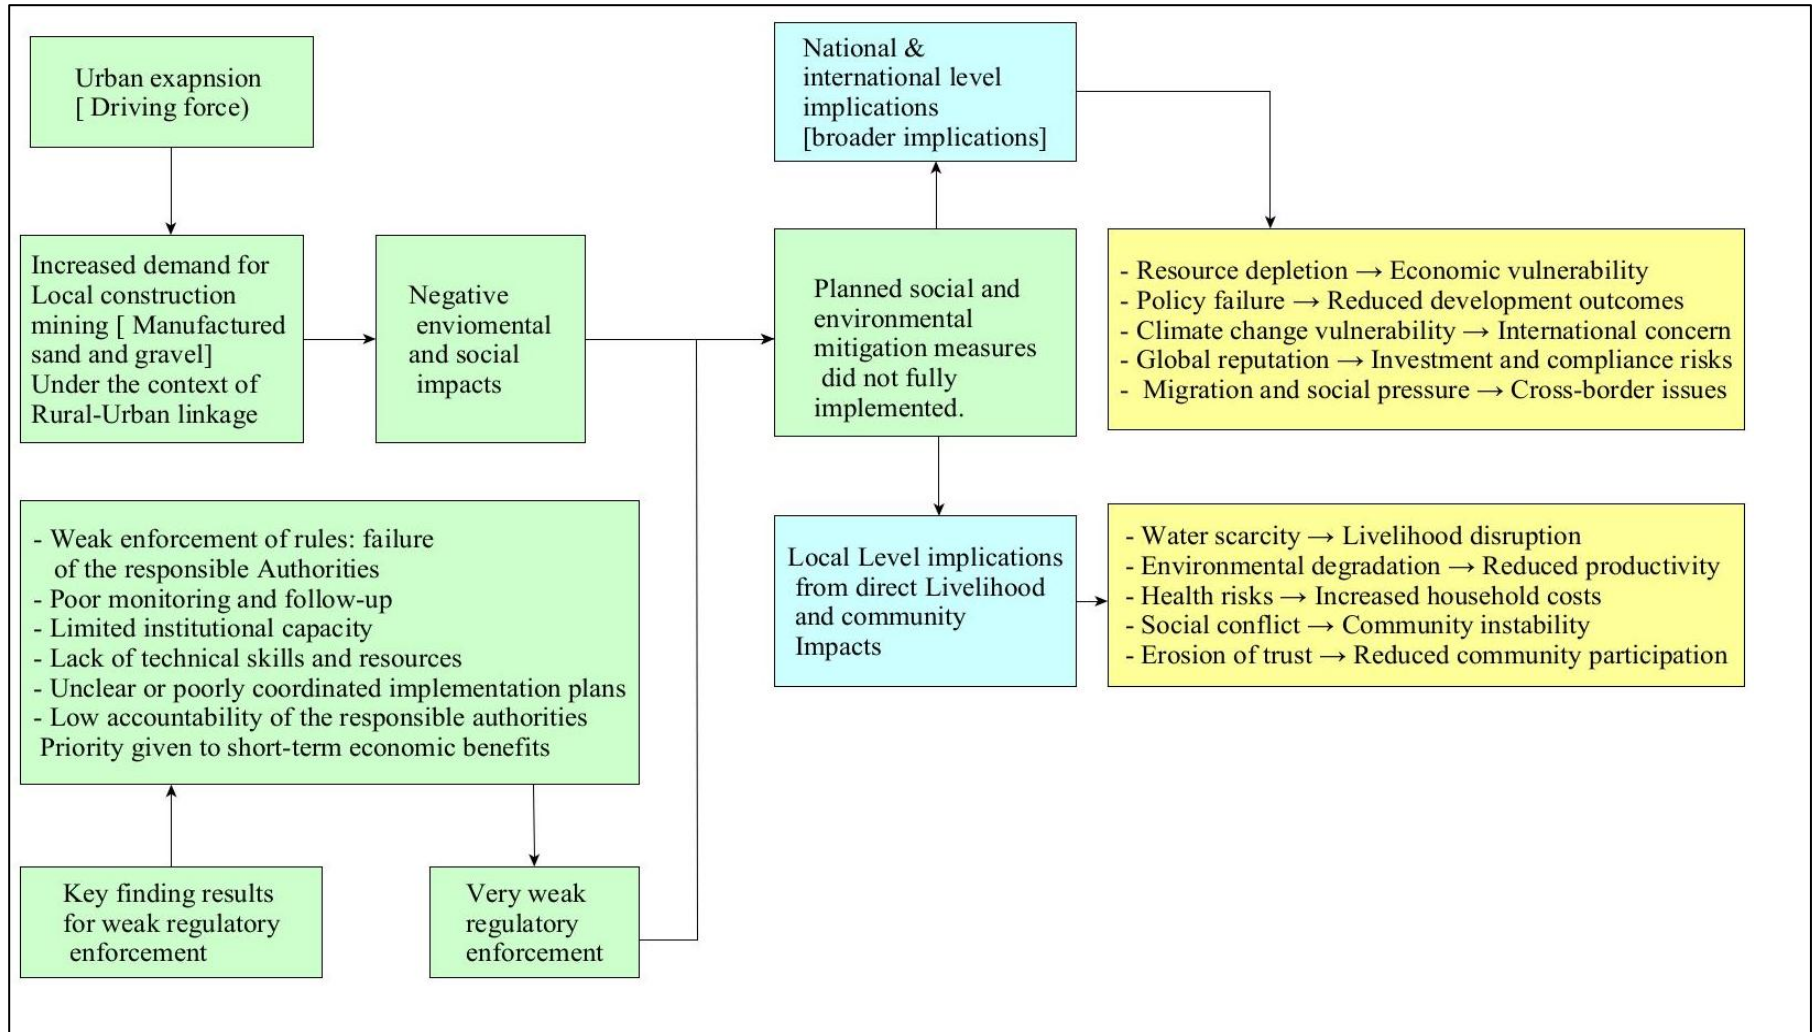 Urban exapnsion
[ Driving force)
National &
international level
implications
[broader implications]
Increased demand for
Local construction
mining [ Manufactured
sand and gravel]
Under the context of
Rural-Urban linkage
Negative
enviomental
and social
impacts
Planned social and
environmental
mitigation measures
did not fully
implemented.
- Resource depletion → Economic vulnerability
- Policy failure → Reduced development outcomes
- Climate change vulnerability → International concern
- Global reputation → Investment and compliance risks
- Migration and social pressure → Cross-border issues
- Weak enforcement of rules: failure
of the responsible Authorities
- Poor monitoring and follow-up
- Limited institutional capacity
- Lack of technical skills and resources
- Unclear or poorly coordinated implementation plans
- Low accountability of the responsible authorities
Priority given to short-term economic benefits
Local Level implications
from direct Livelihood
and community
Impacts
- Water scarcity → Livelihood disruption
- Environmental degradation → Reduced productivity
- Health risks → Increased household costs
- Social conflict → Community instability
- Erosion of trust → Reduced community participation
Key finding results
for weak regulatory
enforcement
Very weak
regulatory
enforcement